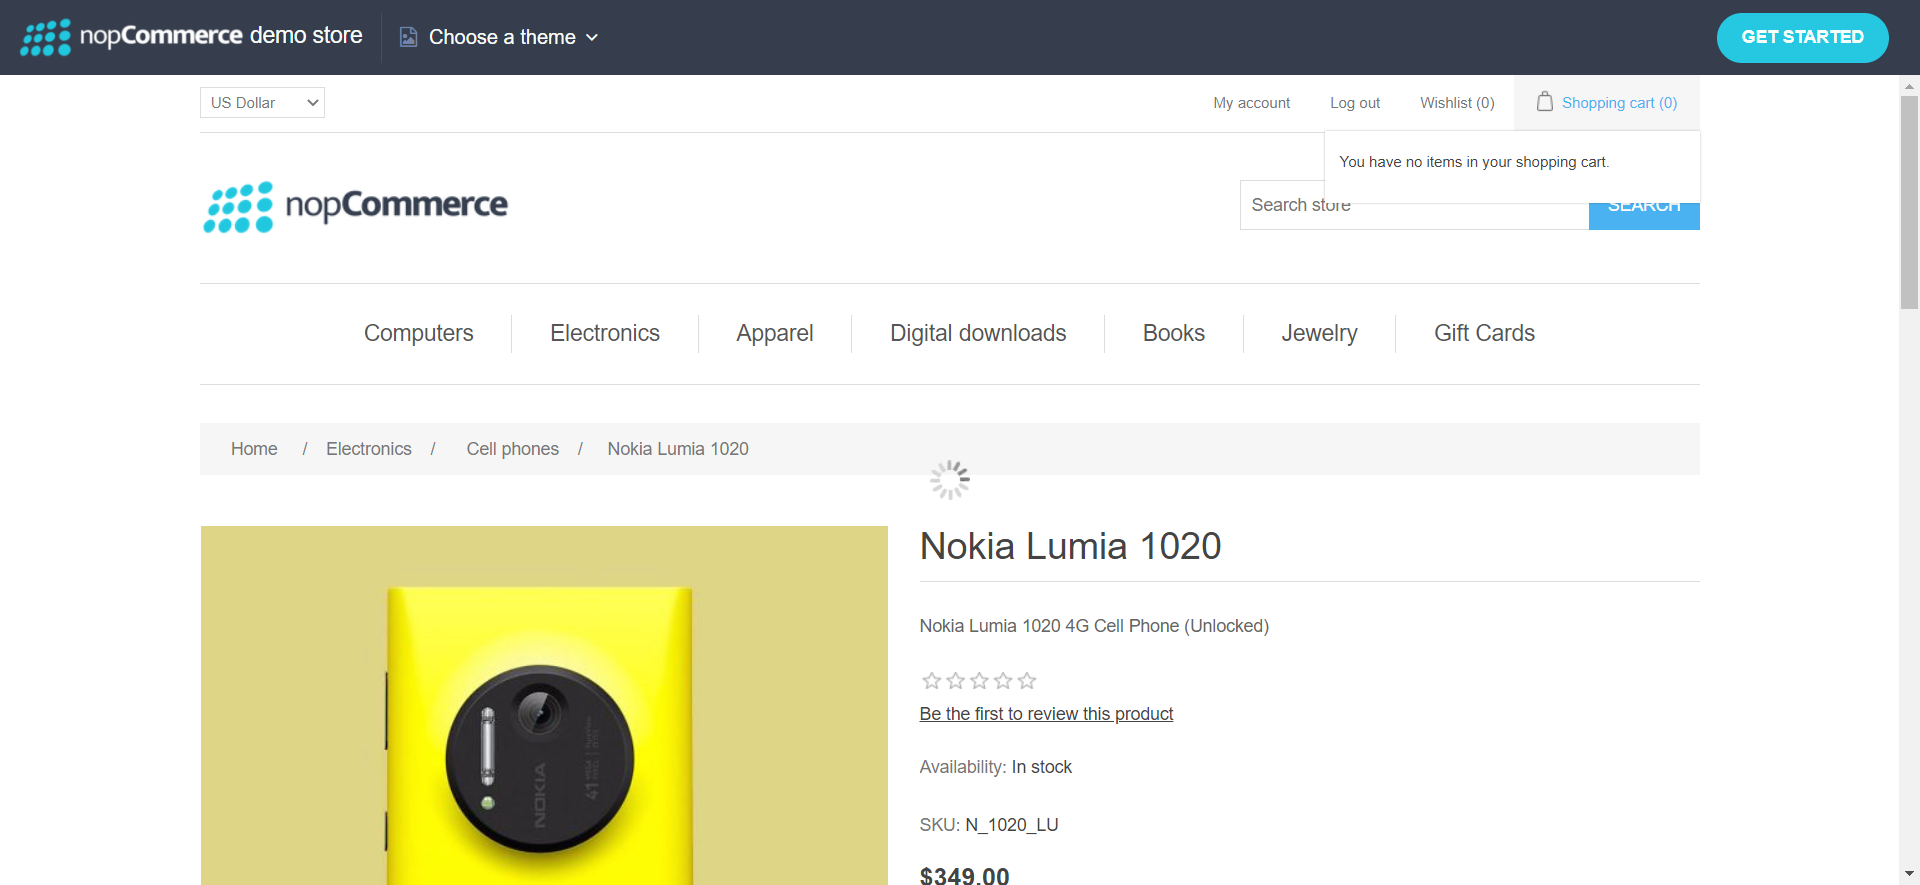 nopCommerce demo store
Choose a theme
GET STARTED
US Dollar
My account
Log out
Wishlist (0)
Shopping cart (0)
You have no items in your shopping cart.
nopCommerce
Search store
SEARCH
Computers
Electronics
Apparel
Digital downloads
Books
Jewelry
Gift Cards
Home / Electronics / Cell phones / Nokia Lumia 1020
Nokia Lumia 1020
Nokia Lumia 1020 4G Cell Phone (Unlocked)
Be the first to review this product
Availability: In stock
SKU: N_1020_LU
$349.00
NOKIA
41